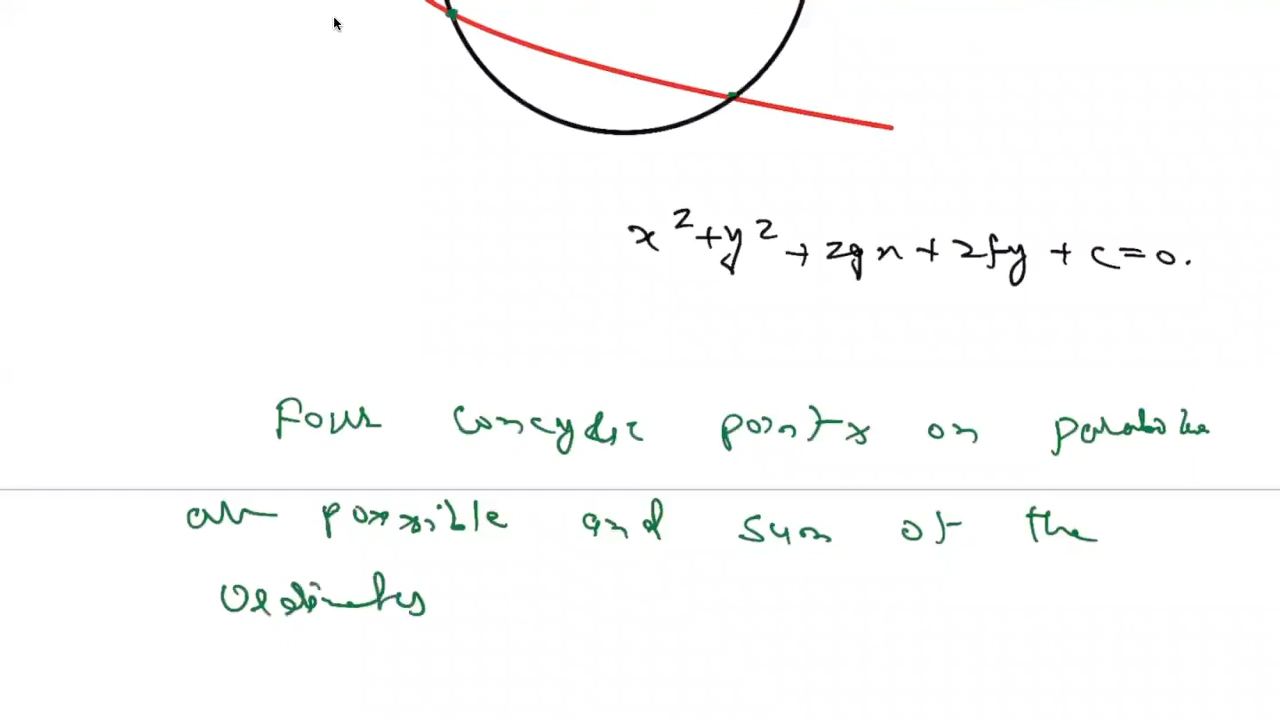 x² + y² + 2gx + 2fy + c = 0.
Four concyclic points on parabola
are possible and sum of the
ordinates